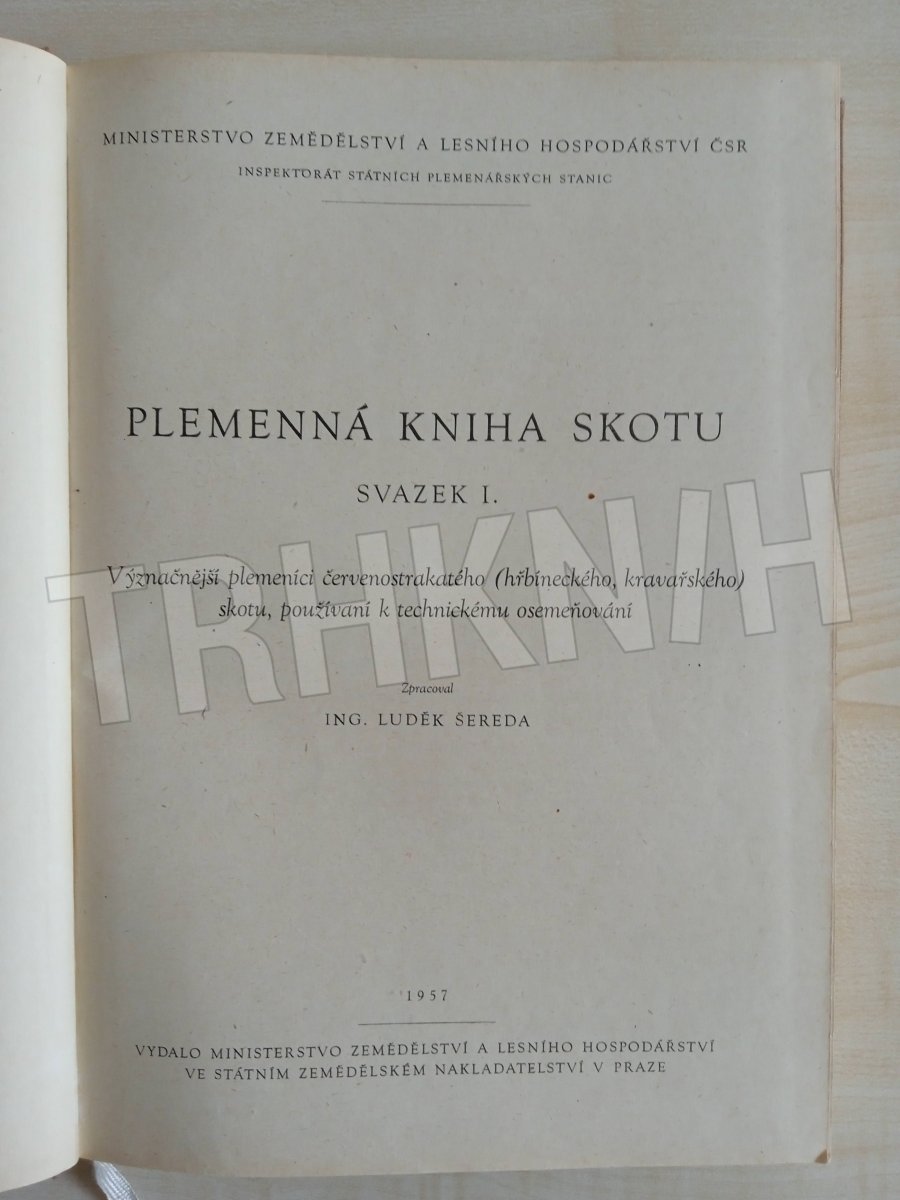 MINISTERSTVO ZEMĚDĚLSTVÍ A LESNÍHO HOSPODÁŘSTVÍ ČSR
INSPEKTORÁT STÁTNÍCH PLEMENÁŘSKÝCH STANIC
PLEMENNÁ KNIHA SKOTU
SVAZEK I.
Význačnější plemeníci červenostrakatého (hřbíneckého, kravařského)
skotu, používaní k technickému osemeňování
TRHKNIH
Zpracoval
ING. LUDĚK ŠEREDA
1957
VYDALO MINISTERSTVO ZEMĚDĚLSTVÍ A LESNÍHO HOSPODÁŘSTVÍ
VE STÁTNÍM ZEMĚDĚLSKÉM NAKLADATELSTVÍ V PRAZE